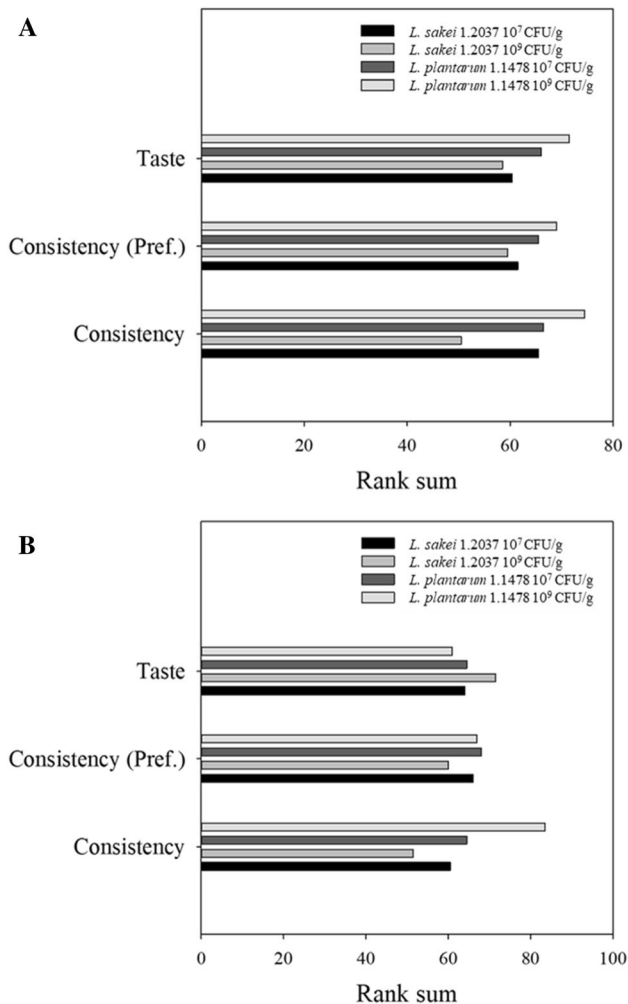 A
L. sakei 1.2037 10⁷ CFU/g
L. sakei 1.2037 10⁹ CFU/g
L. plantarum 1.1478 10⁷ CFU/g
L. plantarum 1.1478 10⁹ CFU/g
Taste
Consistency (Pref.)
Consistency
0 20 40 60 80
Rank sum
B
L. sakei 1.2037 10⁷ CFU/g
L. sakei 1.2037 10⁹ CFU/g
L. plantarum 1.1478 10⁷ CFU/g
L. plantarum 1.1478 10⁹ CFU/g
Taste
Consistency (Pref.)
Consistency
0 20 40 60 80 100
Rank sum